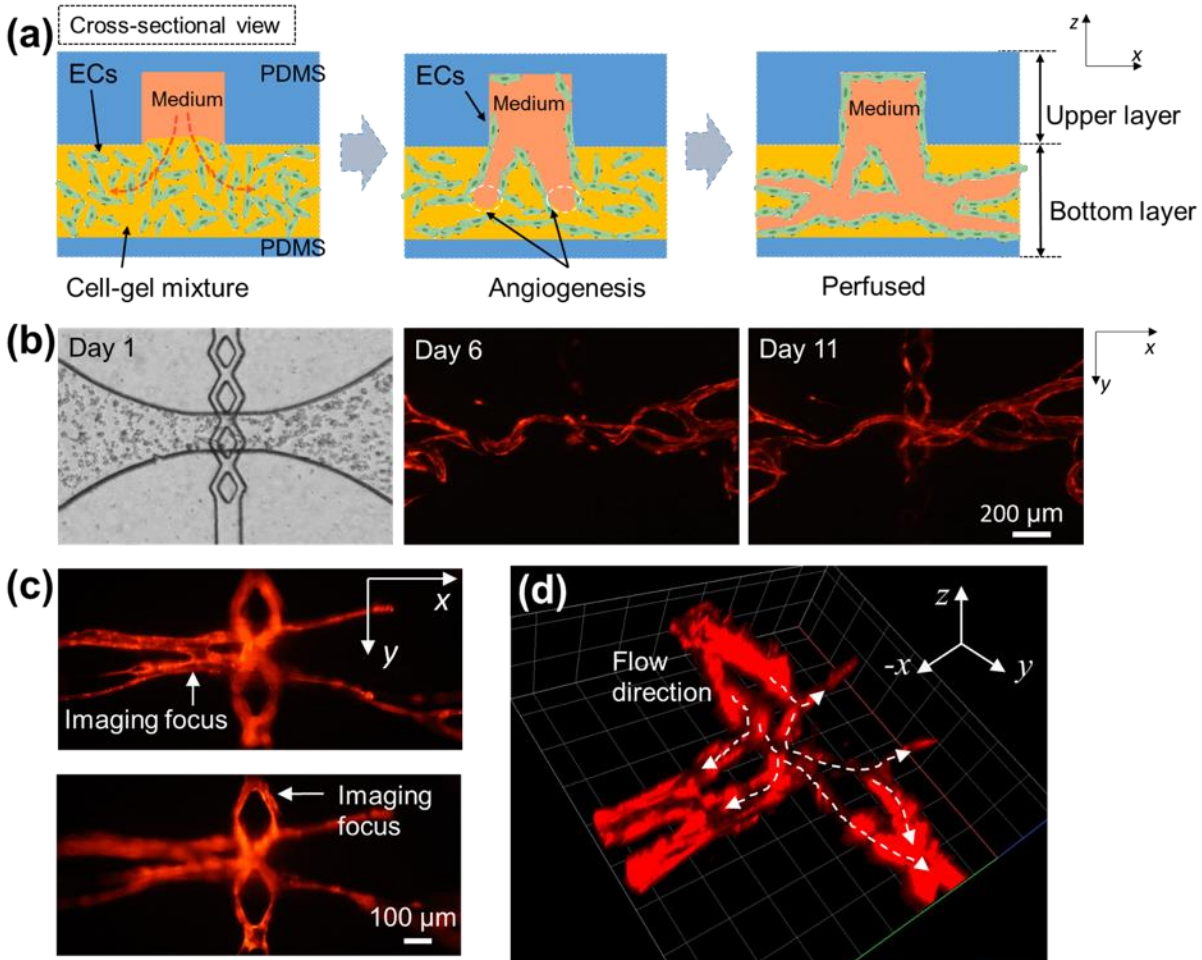 (a)
Cross-sectional view
ECs
PDMS
Medium
PDMS
Cell-gel mixture
ECs
Medium
Angiogenesis
Medium
Perfused
z
x
Upper layer
Bottom layer
(b)
Day 1
Day 6
Day 11
200 µm
x
y
(c)
x
y
Imaging focus
Imaging
focus
100 µm
(d)
Flow
direction
z
-x
y